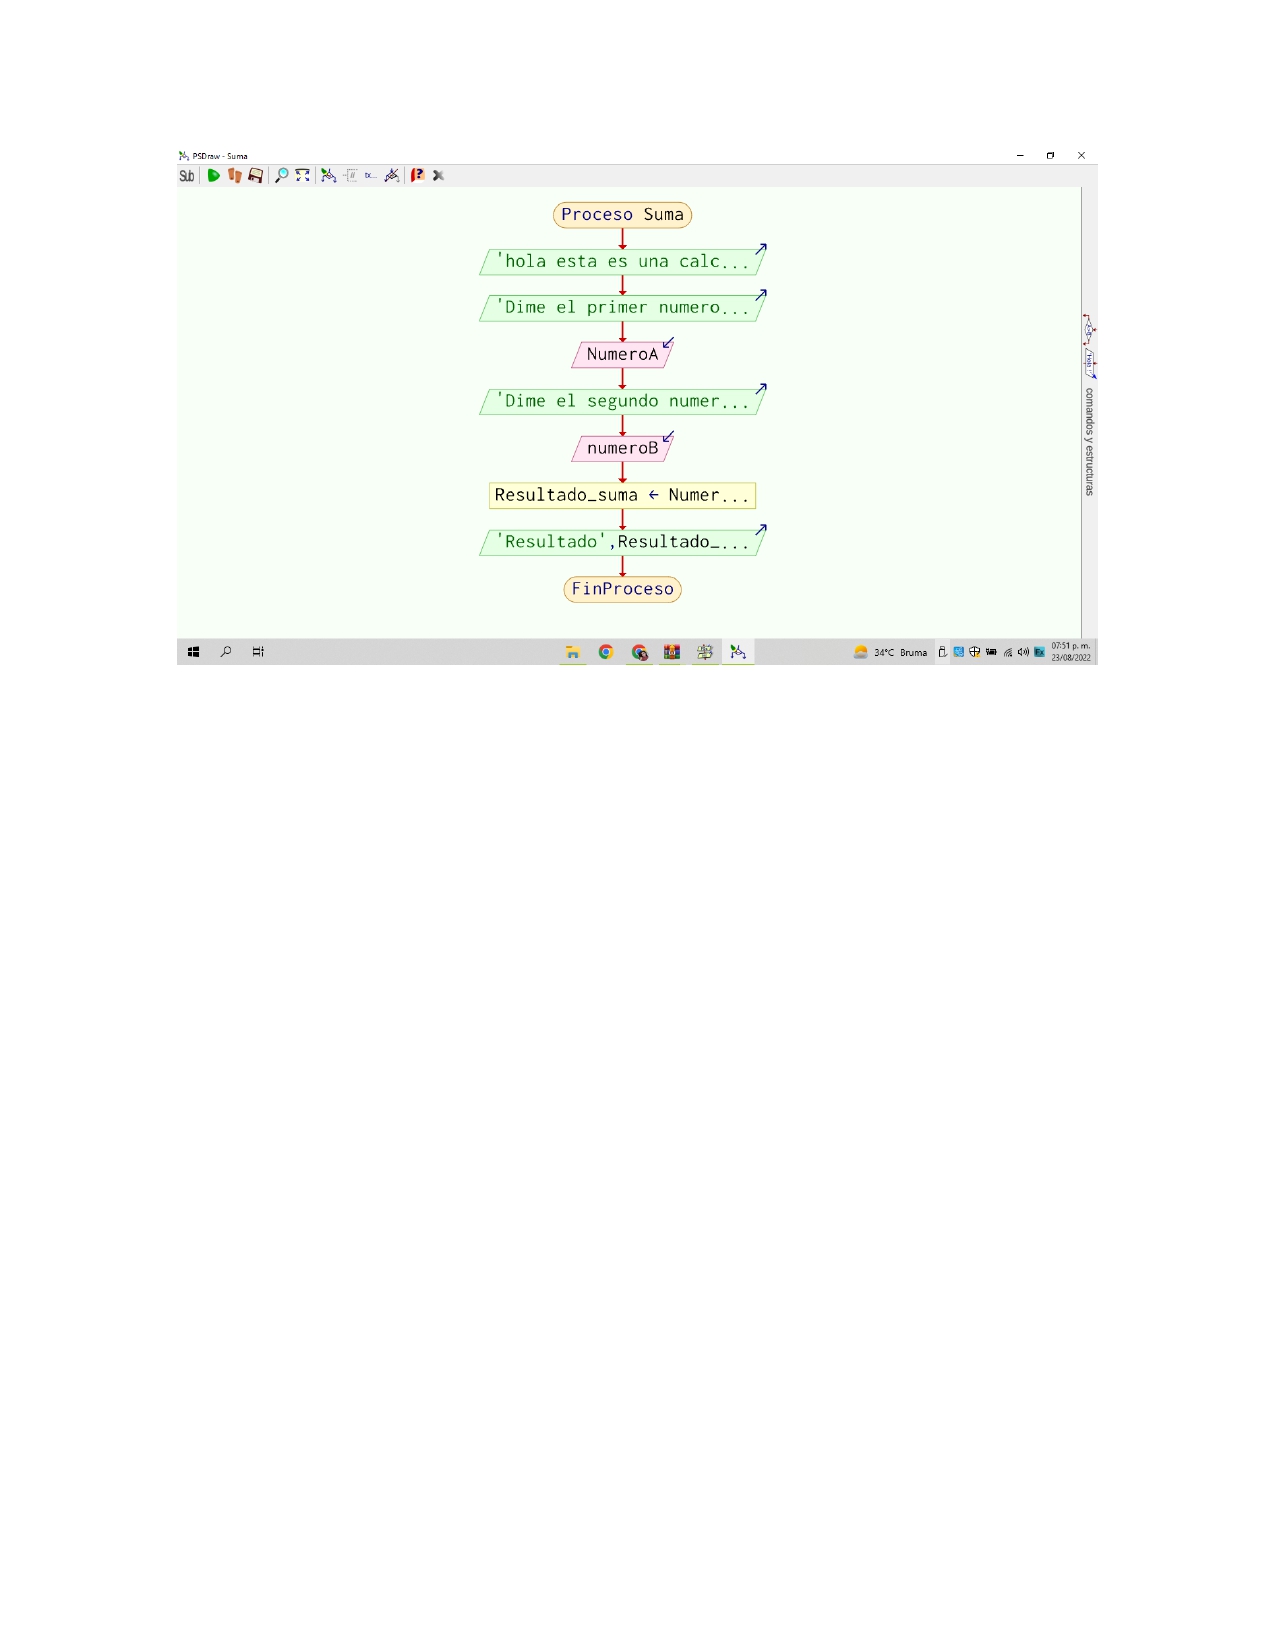 PSDraw - Suma
Sub
Proceso Suma
'hola esta es una calc...
'Dime el primer numero...
NumeroA
'Dime el segundo numer...
numeroB
Resultado_suma ← Numer...
'Resultado',Resultado_...
FinProceso
comandos y estructuras
34°C Bruma
07:51 p. m.
23/08/2022